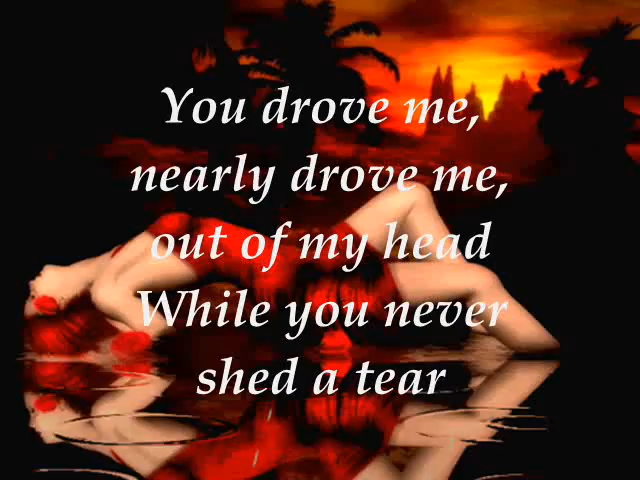 You drove me,
nearly drove me,
out of my head
While you never
shed a tear